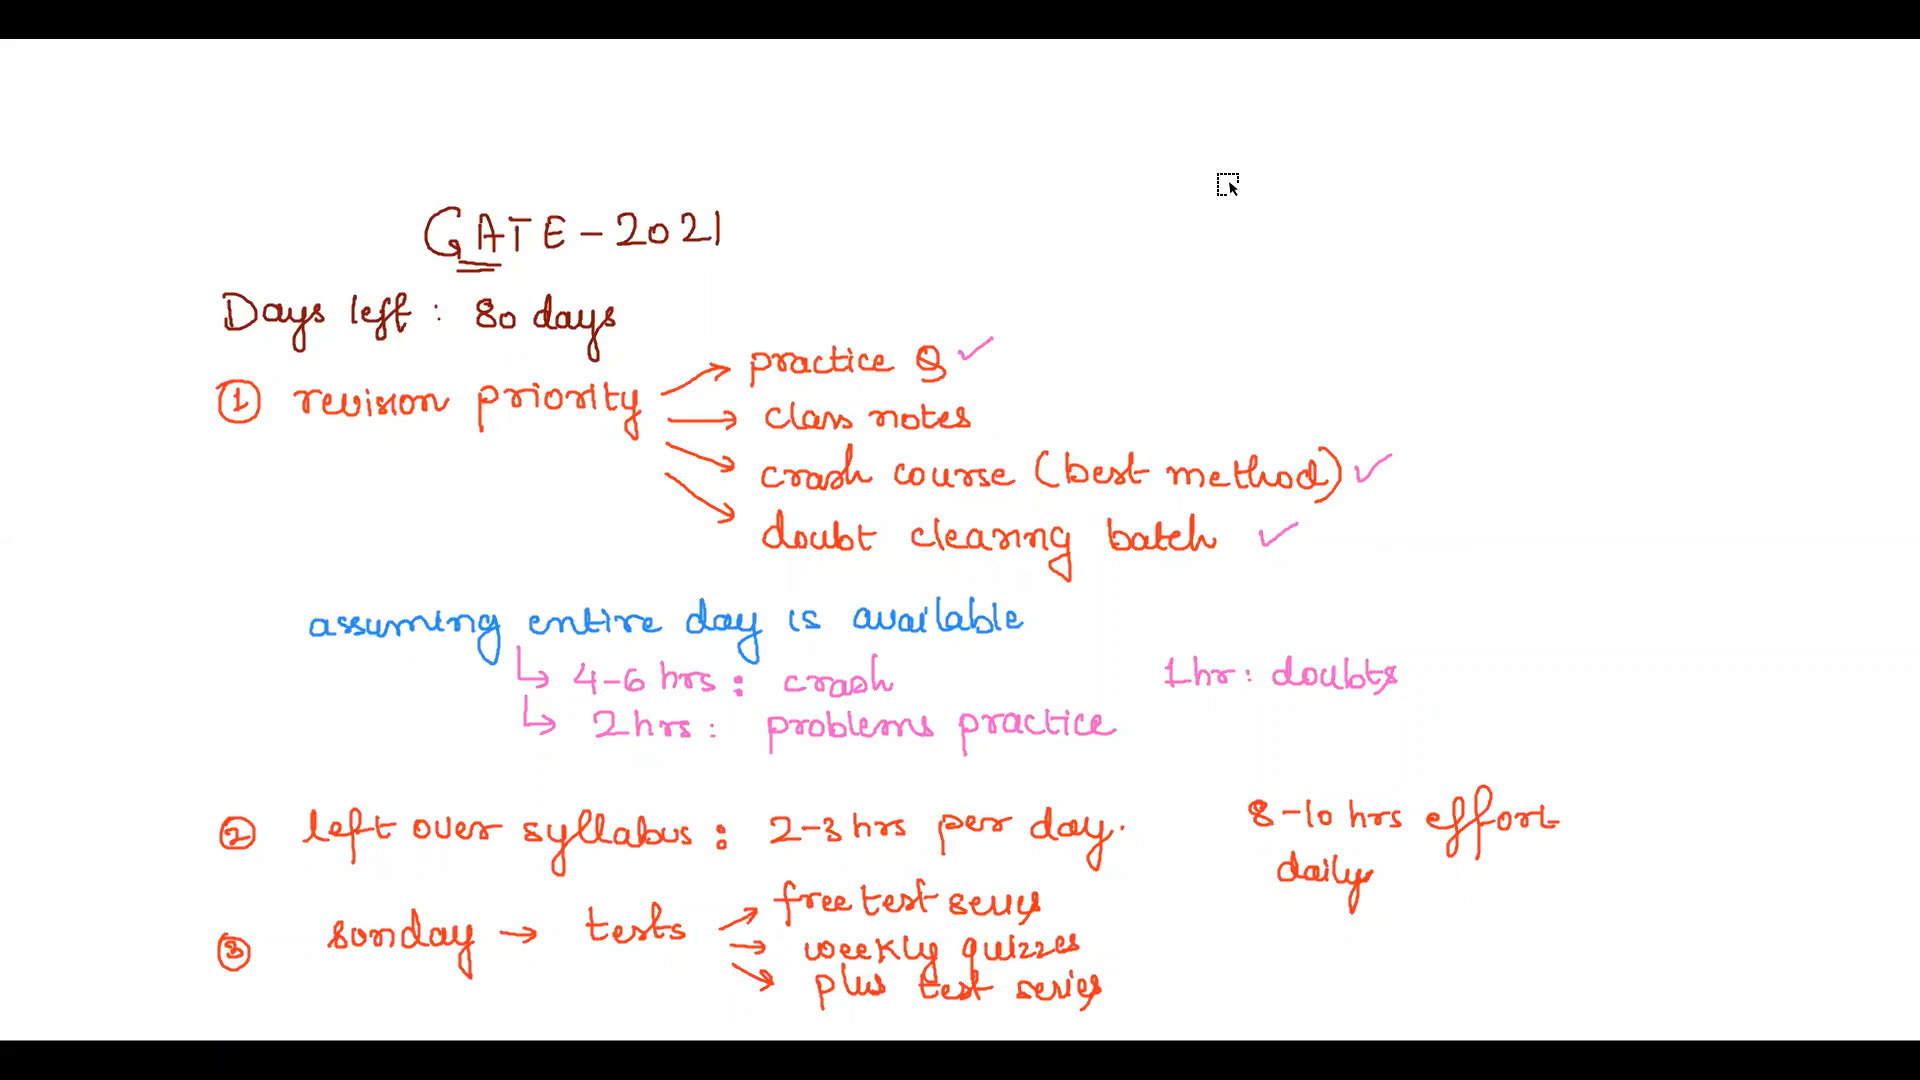 GATE-2021
Days left : 80 days
① revision priority → practice Q ✓
→ class notes
→ crash course (best method) ✓
→ doubt clearing batch ✓
assuming entire day is available
↳ 4-6 hrs : crash
1hr : doubts
↳ 2hrs : problems practice
② left over syllabus : 2-3 hrs per day.
8-10 hrs effort
daily
③ sunday → tests → free test series
→ weekly quizzes
→ plus test series